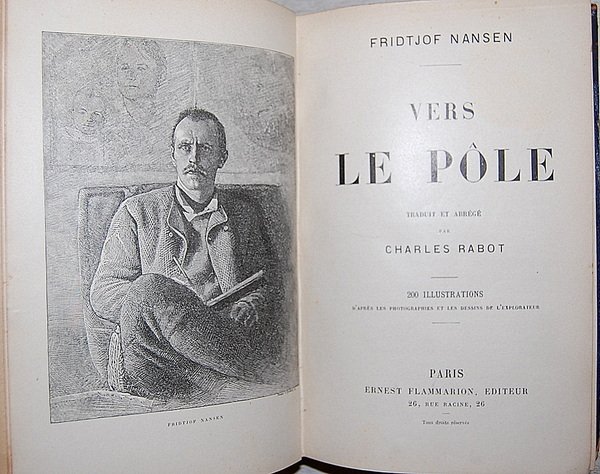 FRIDTJOF NANSEN
FRIDTJOF NANSEN
VERS
LE PÔLE
TRADUIT ET ABRÉGÉ
PAR
CHARLES RABOT
200 ILLUSTRATIONS
D'APRÈS LES PHOTOGRAPHIES ET LES DESSINS DE L'EXPLORATEUR
PARIS
ERNEST FLAMMARION, EDITEUR
26, RUE RACINE, 26
Tous droits réservés